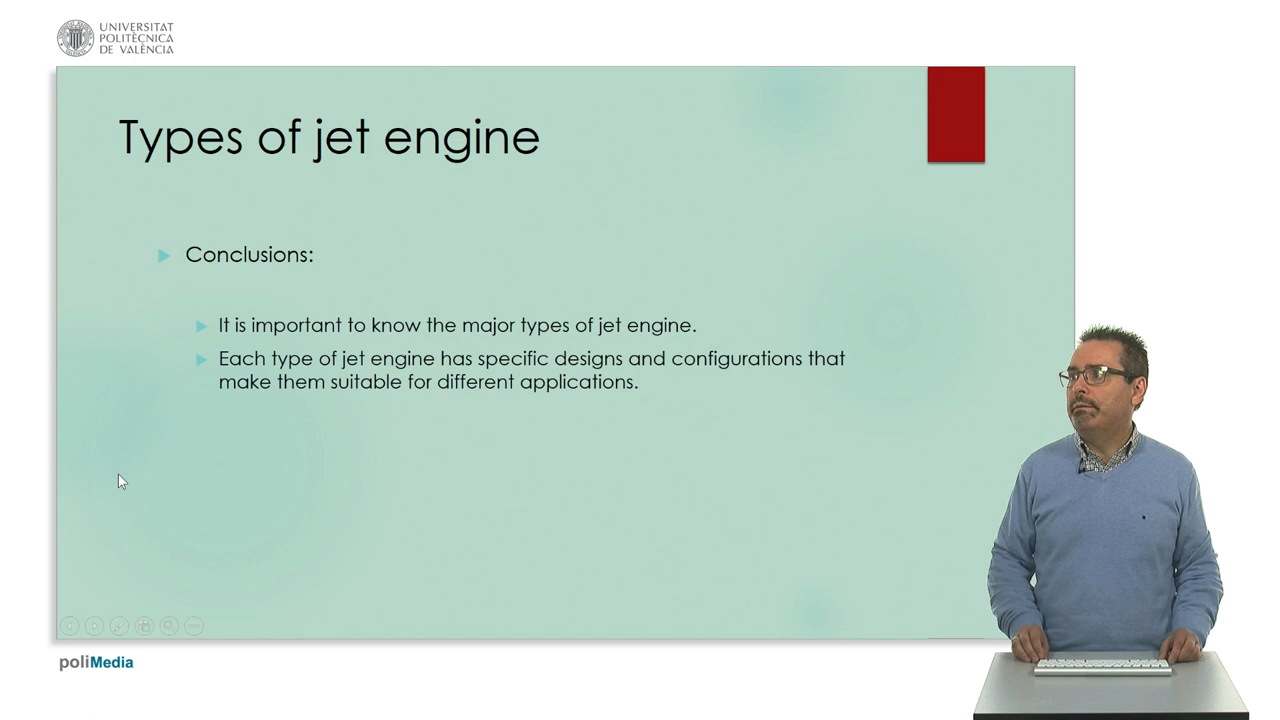 UNIVERSITAT
POLITÈCNICA
DE VALÈNCIA
Types of jet engine
Conclusions:
It is important to know the major types of jet engine.
Each type of jet engine has specific designs and configurations that
make them suitable for different applications.
poliMedia